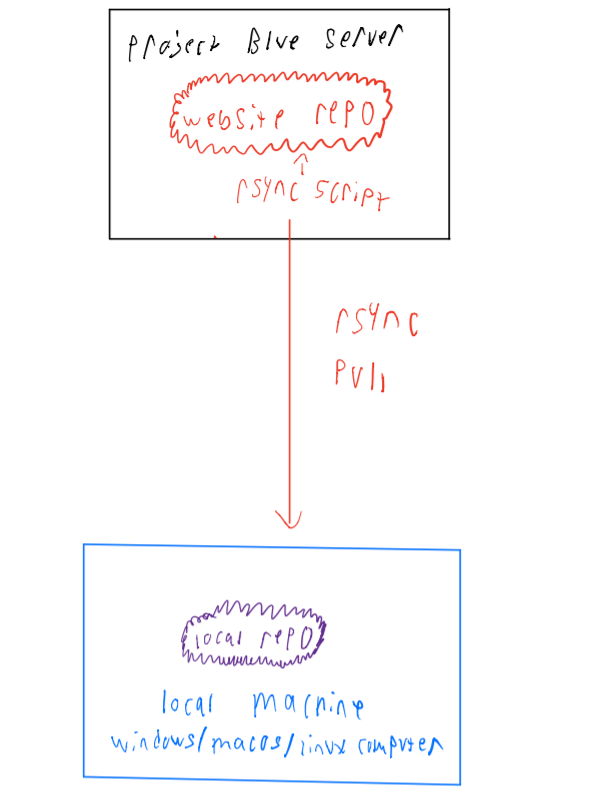 Project Blue Server
website repo
rsync script
rsync
pull
local repo
local machine
windows/macos/linux computer